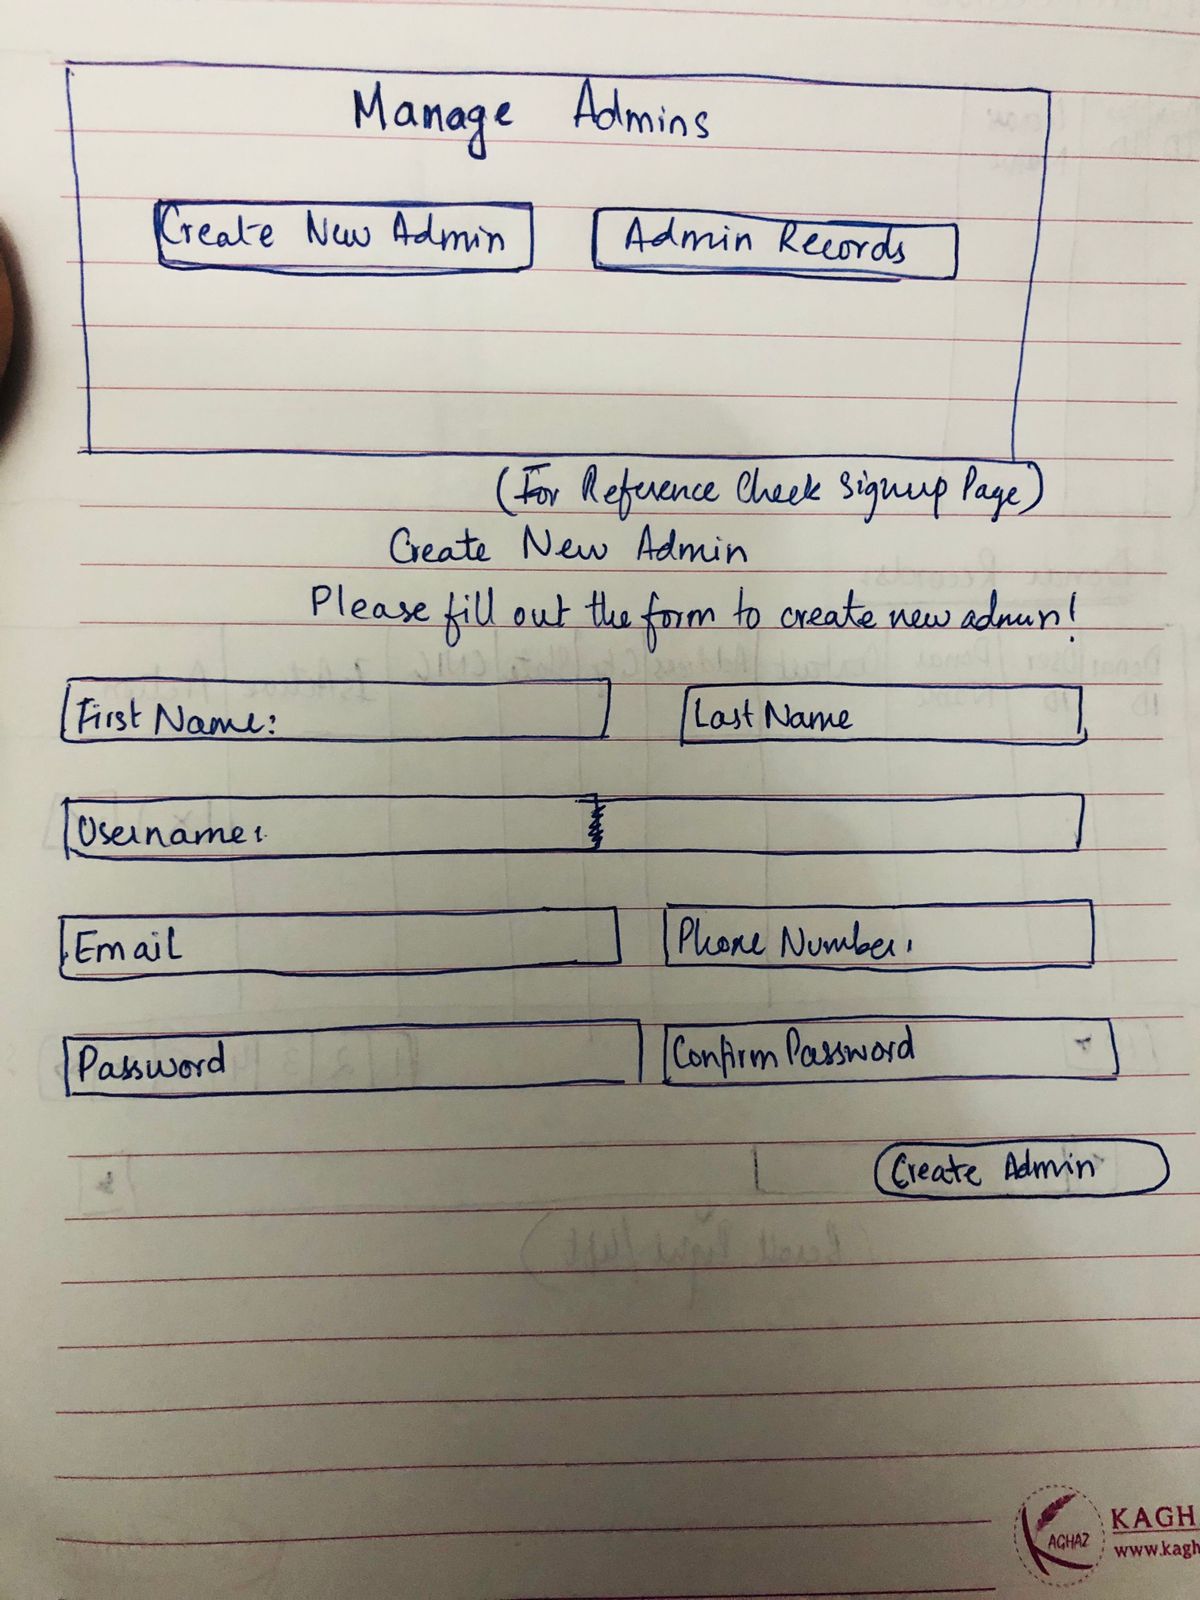 Manage Admins
Create New Admin Admin Records
(For Reference Check Signup Page)
Create New Admin
Please fill out the form to create new admin!
First Name: Last Name
Username:
Email Phone Number:
Password Confirm Password
Create Admin
KAGH
AGHAZ
www.kagh